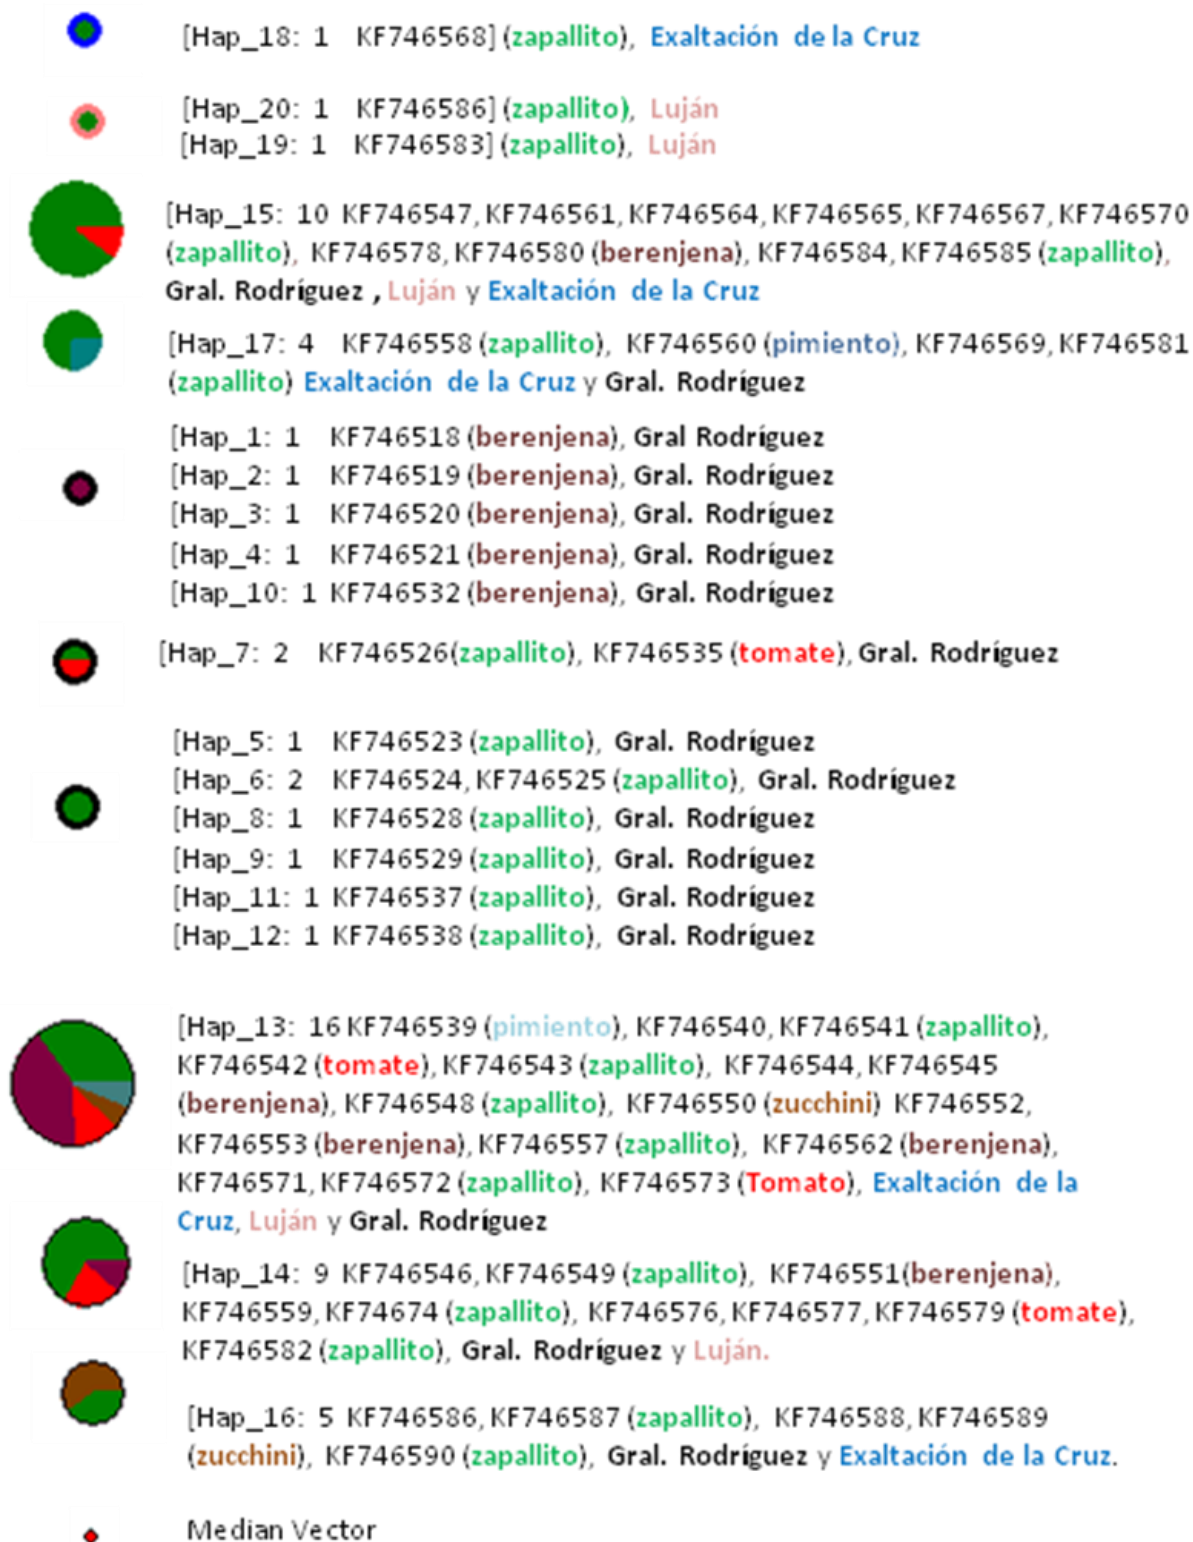 [Hap_18: 1 KF746568] (zapallito), Exaltación de la Cruz
[Hap_20: 1 KF746586] (zapallito), Luján
[Hap_19: 1 KF746583] (zapallito), Luján
[Hap_15: 10 KF746547, KF746561, KF746564, KF746565, KF746567, KF746570
(zapallito), KF746578, KF746580 (berenjena), KF746584, KF746585 (zapallito),
Gral. Rodríguez , Luján y Exaltación de la Cruz
[Hap_17: 4 KF746558 (zapallito), KF746560 (pimiento), KF746569, KF746581
(zapallito) Exaltación de la Cruz y Gral. Rodríguez
[Hap_1: 1 KF746518 (berenjena), Gral Rodríguez
[Hap_2: 1 KF746519 (berenjena), Gral. Rodríguez
[Hap_3: 1 KF746520 (berenjena), Gral. Rodríguez
[Hap_4: 1 KF746521 (berenjena), Gral. Rodríguez
[Hap_10: 1 KF746532 (berenjena), Gral. Rodríguez
[Hap_7: 2 KF746526(zapallito), KF746535 (tomate), Gral. Rodríguez
[Hap_5: 1 KF746523 (zapallito), Gral. Rodríguez
[Hap_6: 2 KF746524, KF746525 (zapallito), Gral. Rodríguez
[Hap_8: 1 KF746528 (zapallito), Gral. Rodríguez
[Hap_9: 1 KF746529 (zapallito), Gral. Rodríguez
[Hap_11: 1 KF746537 (zapallito), Gral. Rodríguez
[Hap_12: 1 KF746538 (zapallito), Gral. Rodríguez
[Hap_13: 16 KF746539 (pimiento), KF746540, KF746541 (zapallito),
KF746542 (tomate), KF746543 (zapallito), KF746544, KF746545
(berenjena), KF746548 (zapallito), KF746550 (zucchini) KF746552,
KF746553 (berenjena), KF746557 (zapallito), KF746562 (berenjena),
KF746571, KF746572 (zapallito), KF746573 (Tomato), Exaltación de la
Cruz, Luján y Gral. Rodríguez
[Hap_14: 9 KF746546, KF746549 (zapallito), KF746551(berenjena),
KF746559, KF74674 (zapallito), KF746576, KF746577, KF746579 (tomate),
KF746582 (zapallito), Gral. Rodríguez y Luján.
[Hap_16: 5 KF746586, KF746587 (zapallito), KF746588, KF746589
(zucchini), KF746590 (zapallito), Gral. Rodríguez y Exaltación de la Cruz.
Median Vector